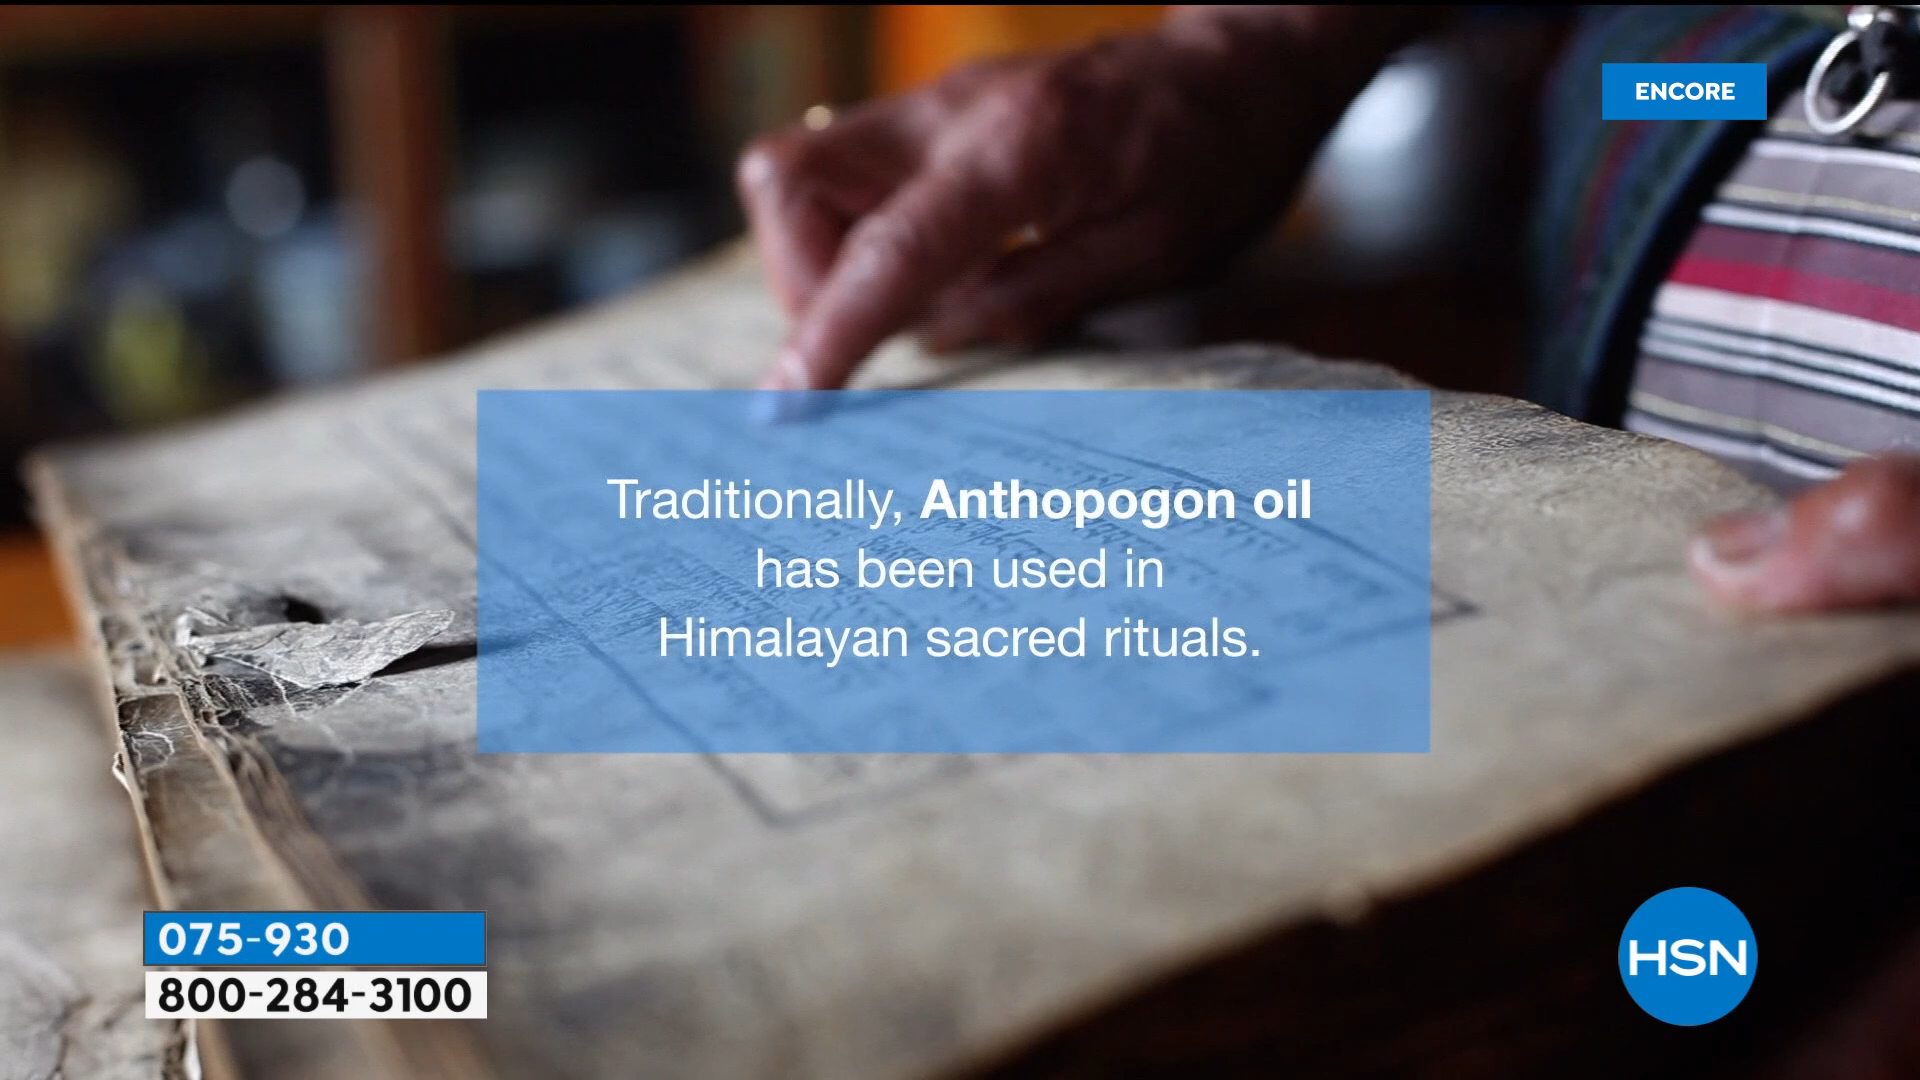 ENCORE
Traditionally, Anthopogon oil
has been used in
Himalayan sacred rituals.
075-930
800-284-3100
HSN